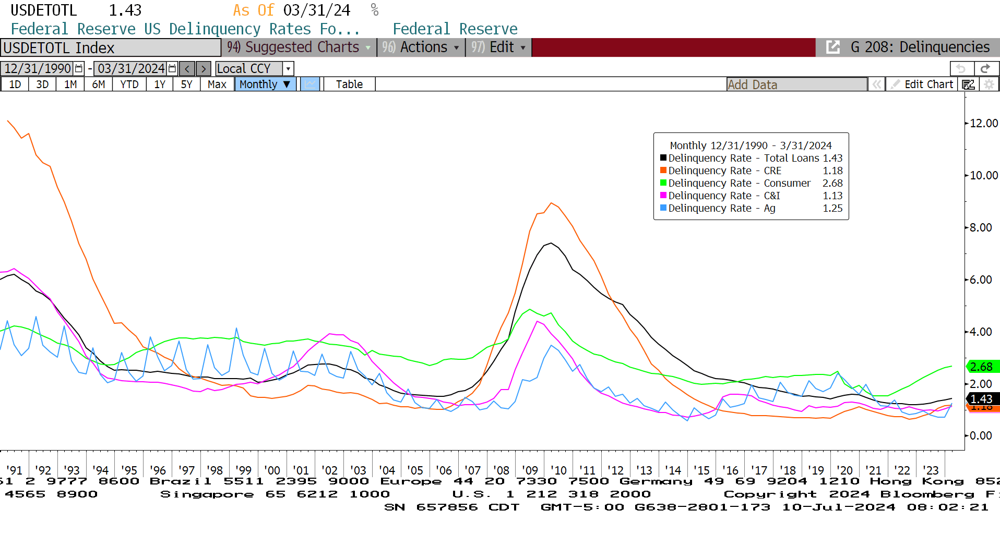 USDETOTL 1.43 As Of 03/31/24 %
Federal Reserve US Delinquency Rates Fo... Federal Reserve
USDETOTL Index 94) Suggested Charts 96) Actions 97) Edit G 208: Delinquencies
12/31/1990 - 03/31/2024 < > Local CCY
1D 3D 1M 6M YTD 1Y 5Y Max Monthly ▼ Table Add Data « Edit Chart
Monthly 12/31/1990 - 3/31/2024
Delinquency Rate - Total Loans 1.43
Delinquency Rate - CRE 1.18
Delinquency Rate - Consumer 2.68
Delinquency Rate - C&I 1.13
Delinquency Rate - Ag 1.25
12.00
10.00
8.00
6.00
4.00
2.68
2.00
1.43
1.18
0.00
'91 '92 '93 '94 '95 '96 '97 '98 '99 '00 '01 '02 '03 '04 '05 '06 '07 '08 '09 '10 '11 '12 '13 '14 '15 '16 '17 '18 '19 '20 '21 '22 '23
61 2 9777 8600 Brazil 5511 2395 9000 Europe 44 20 7330 7500 Germany 49 69 9204 1210 Hong Kong 852
4565 8900 Singapore 65 6212 1000 U.S. 1 212 318 2000 Copyright 2024 Bloomberg Fi
SN 657856 CDT GMT-5:00 G638-2801-173 10-Jul-2024 08:02:21